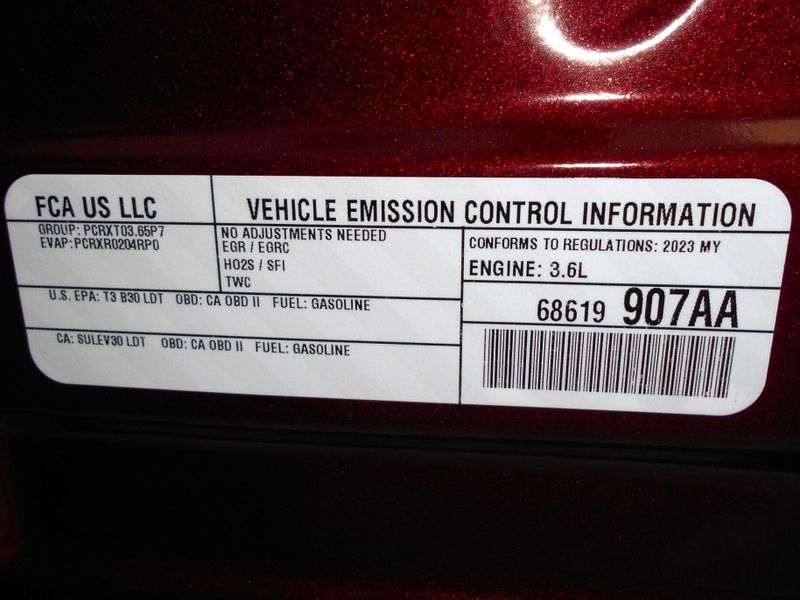 FCA US LLC
VEHICLE EMISSION CONTROL INFORMATION
GROUP: PCRXT03.65P7
EVAP: PCRXR0204RP0
NO ADJUSTMENTS NEEDED
EGR / EGRC
HO2S / SFI
TWC
CONFORMS TO REGULATIONS: 2023 MY
ENGINE: 3.6L
U.S. EPA: T3 B30 LDT OBD: CA OBD II FUEL: GASOLINE
68619 907AA
CA: SULEV30 LDT OBD: CA OBD II FUEL: GASOLINE